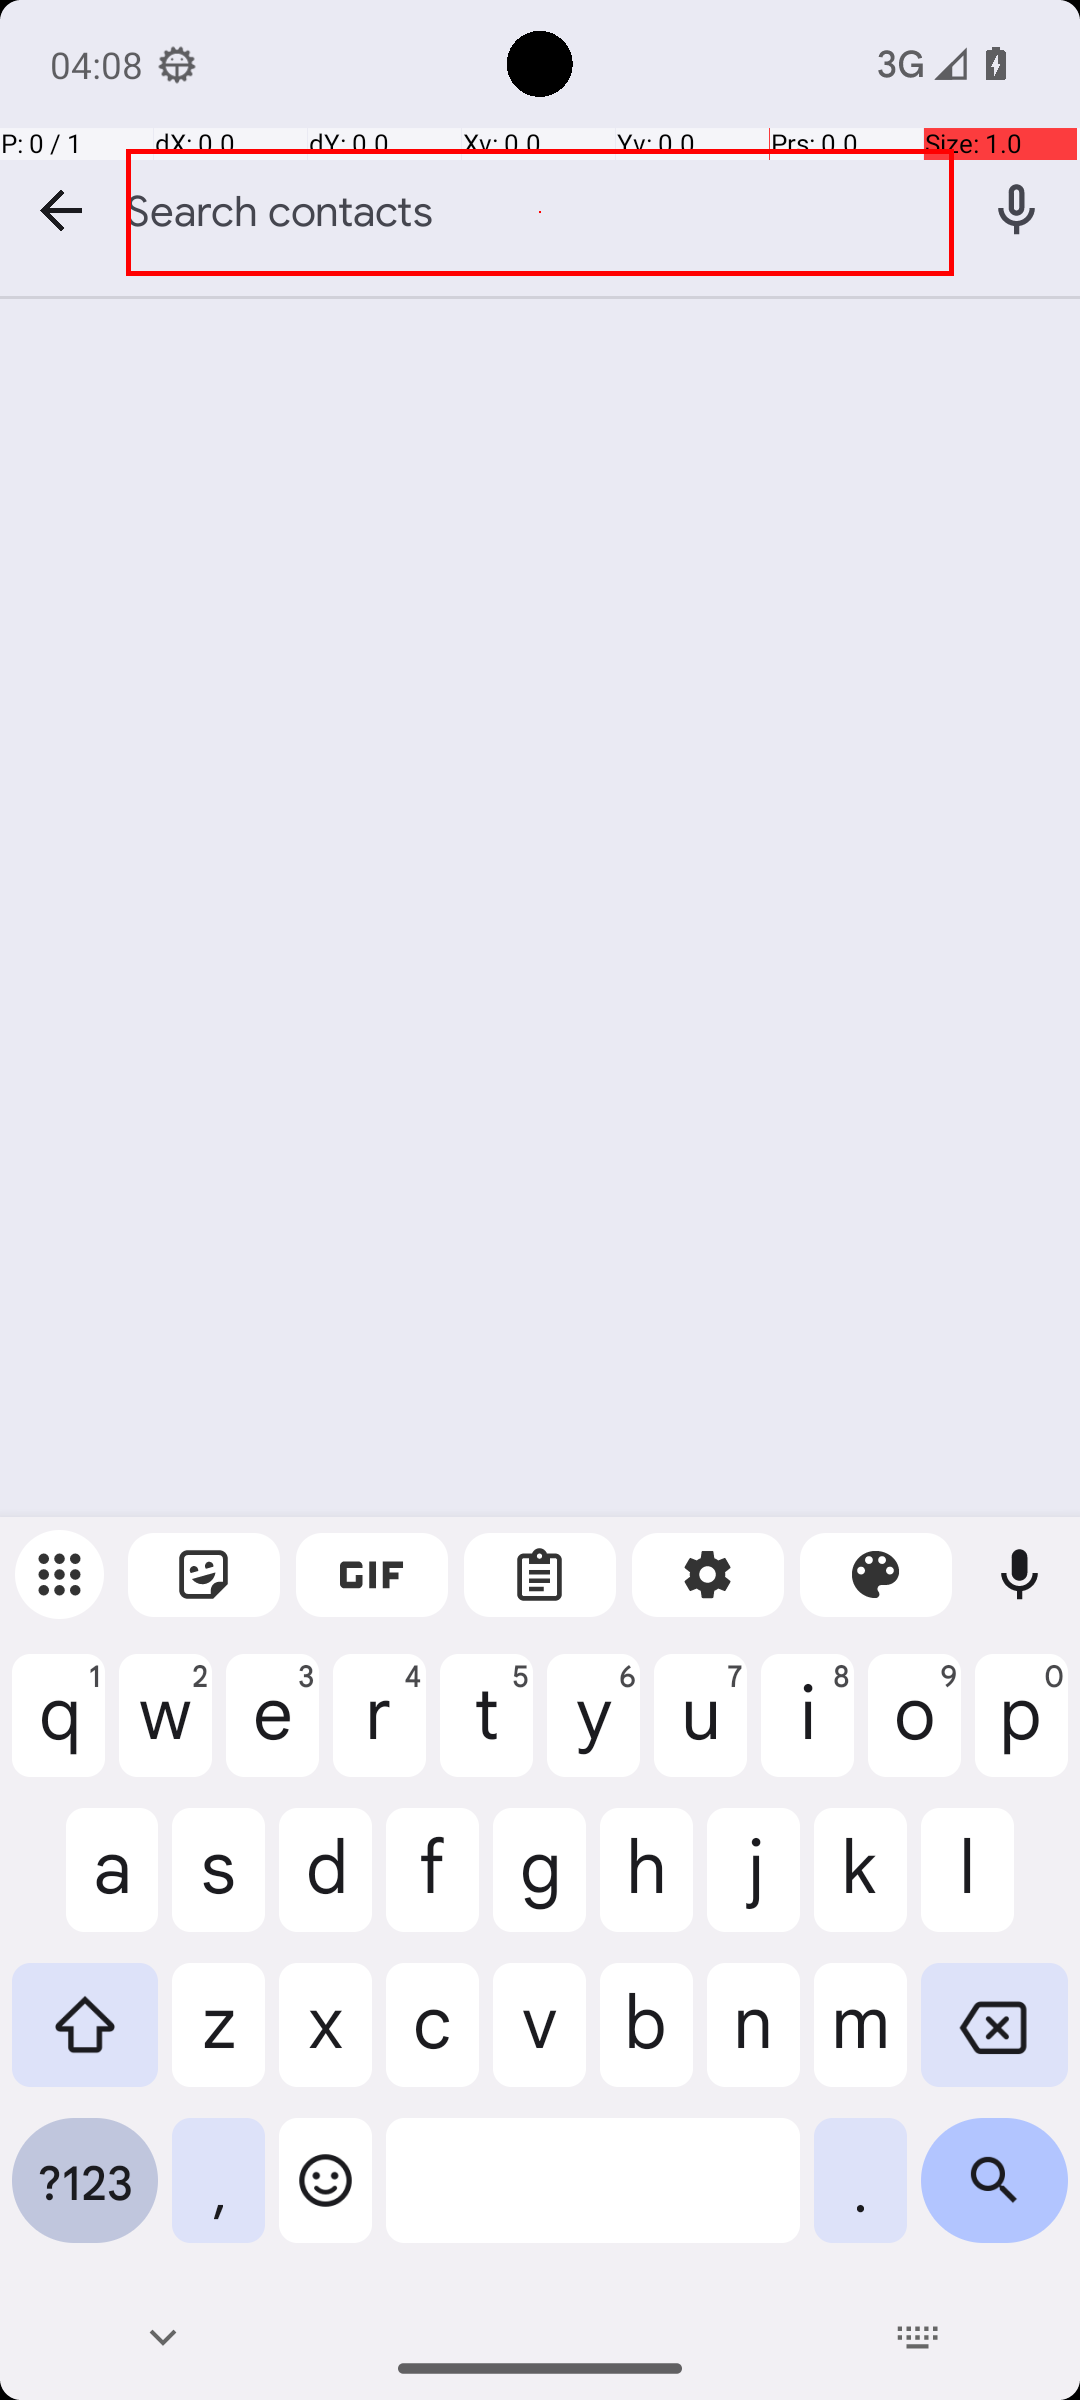 04:08 3G
P: 0 / 1 dX: 0.0 dY: 0.0 Xv: 0.0 Yv: 0.0 Prs: 0.0 Size: 1.0
Search contacts
GIF
q 1 w 2 e 3 r 4 t 5 y 6 u 7 i 8 o 9 p 0
a s d f g h j k l
z x c v b n m
?123 , .